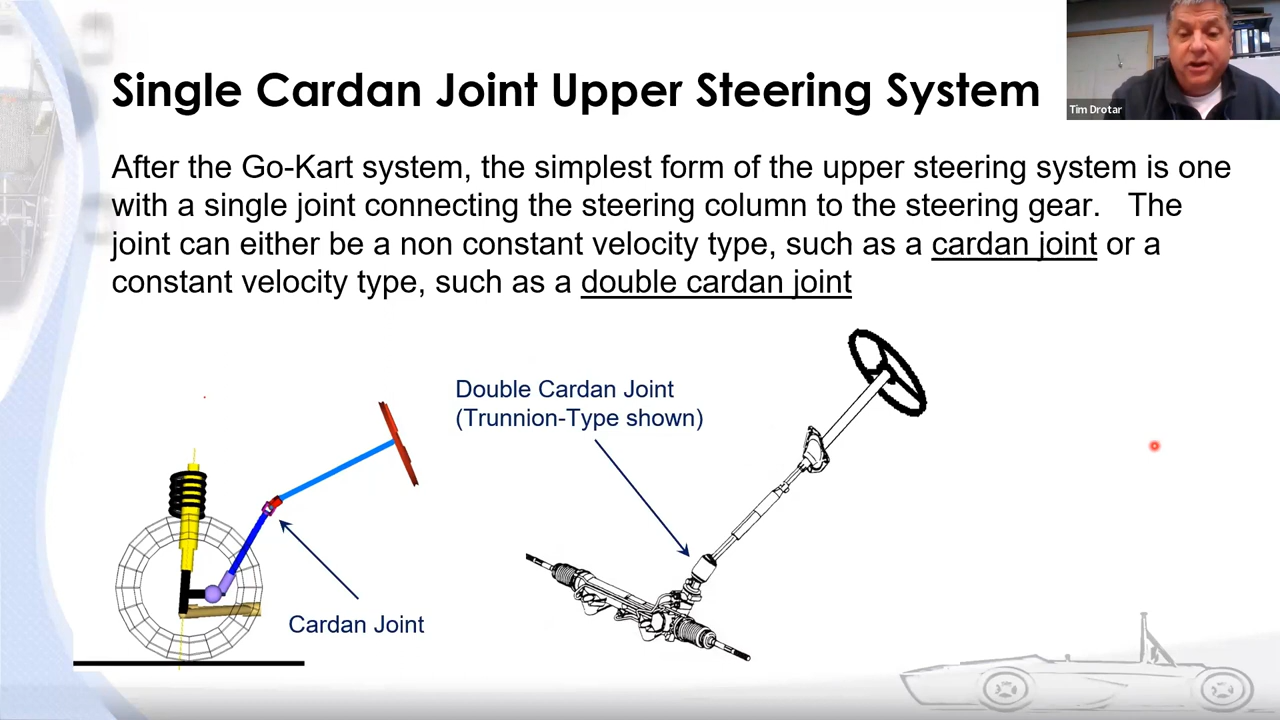 Single Cardan Joint Upper Steering System
Tim Drotar
After the Go-Kart system, the simplest form of the upper steering system is one
with a single joint connecting the steering column to the steering gear.   The
joint can either be a non constant velocity type, such as a cardan joint or a
constant velocity type, such as a double cardan joint
Double Cardan Joint
(Trunnion-Type shown)
Cardan Joint